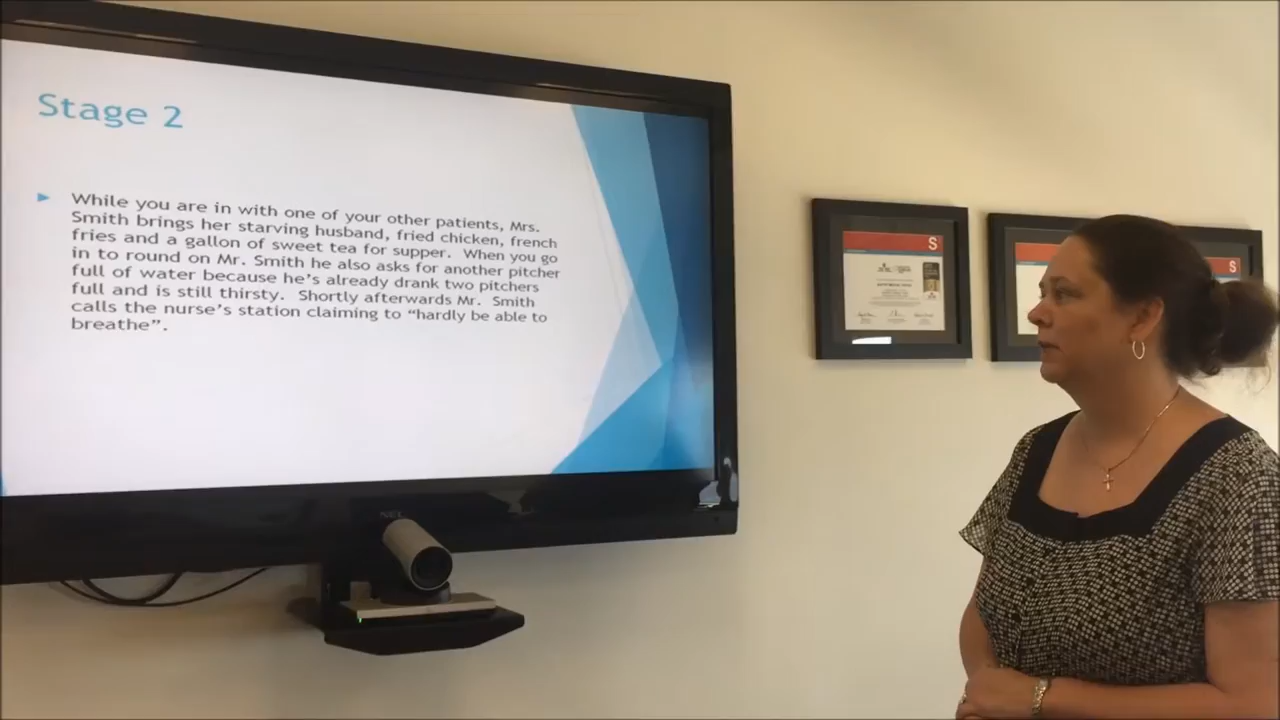 Stage 2
While you are in with one of your other patients, Mrs.
Smith brings her starving husband, fried chicken, french
fries and a gallon of sweet tea for supper. When you go
in to round on Mr. Smith he also asks for another pitcher
full of water because he's already drank two pitchers
full and is still thirsty. Shortly afterwards Mr. Smith
calls the nurse's station claiming to "hardly be able to
breathe".
NEC
S
S